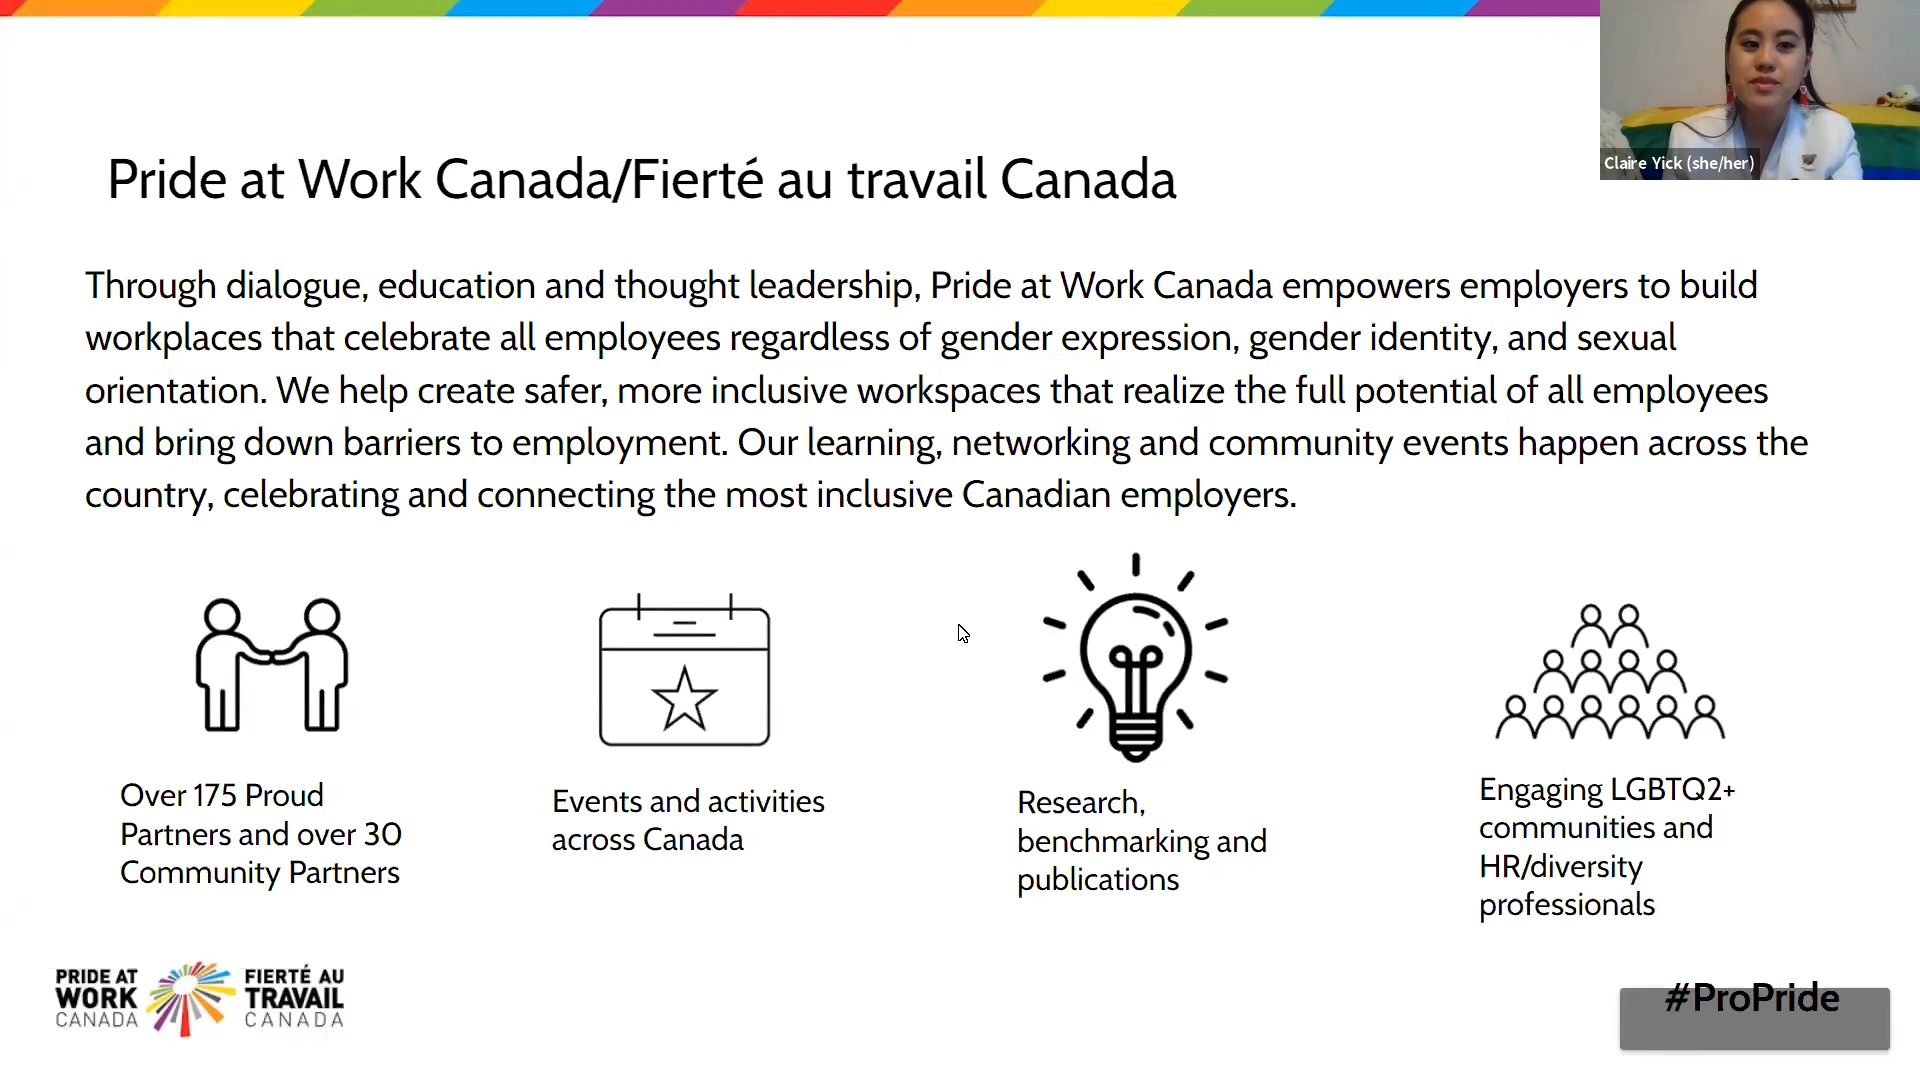 Claire Yick (she/her)
Pride at Work Canada/Fierté au travail Canada
Through dialogue, education and thought leadership, Pride at Work Canada empowers employers to build
workplaces that celebrate all employees regardless of gender expression, gender identity, and sexual
orientation. We help create safer, more inclusive workspaces that realize the full potential of all employees
and bring down barriers to employment. Our learning, networking and community events happen across the
country, celebrating and connecting the most inclusive Canadian employers.
Over 175 Proud
Partners and over 30
Community Partners
Events and activities
across Canada
Research,
benchmarking and
publications
Engaging LGBTQ2+
communities and
HR/diversity
professionals
PRIDE AT
WORK
CANADA
FIERTÉ AU
TRAVAIL
CANADA
#ProPride